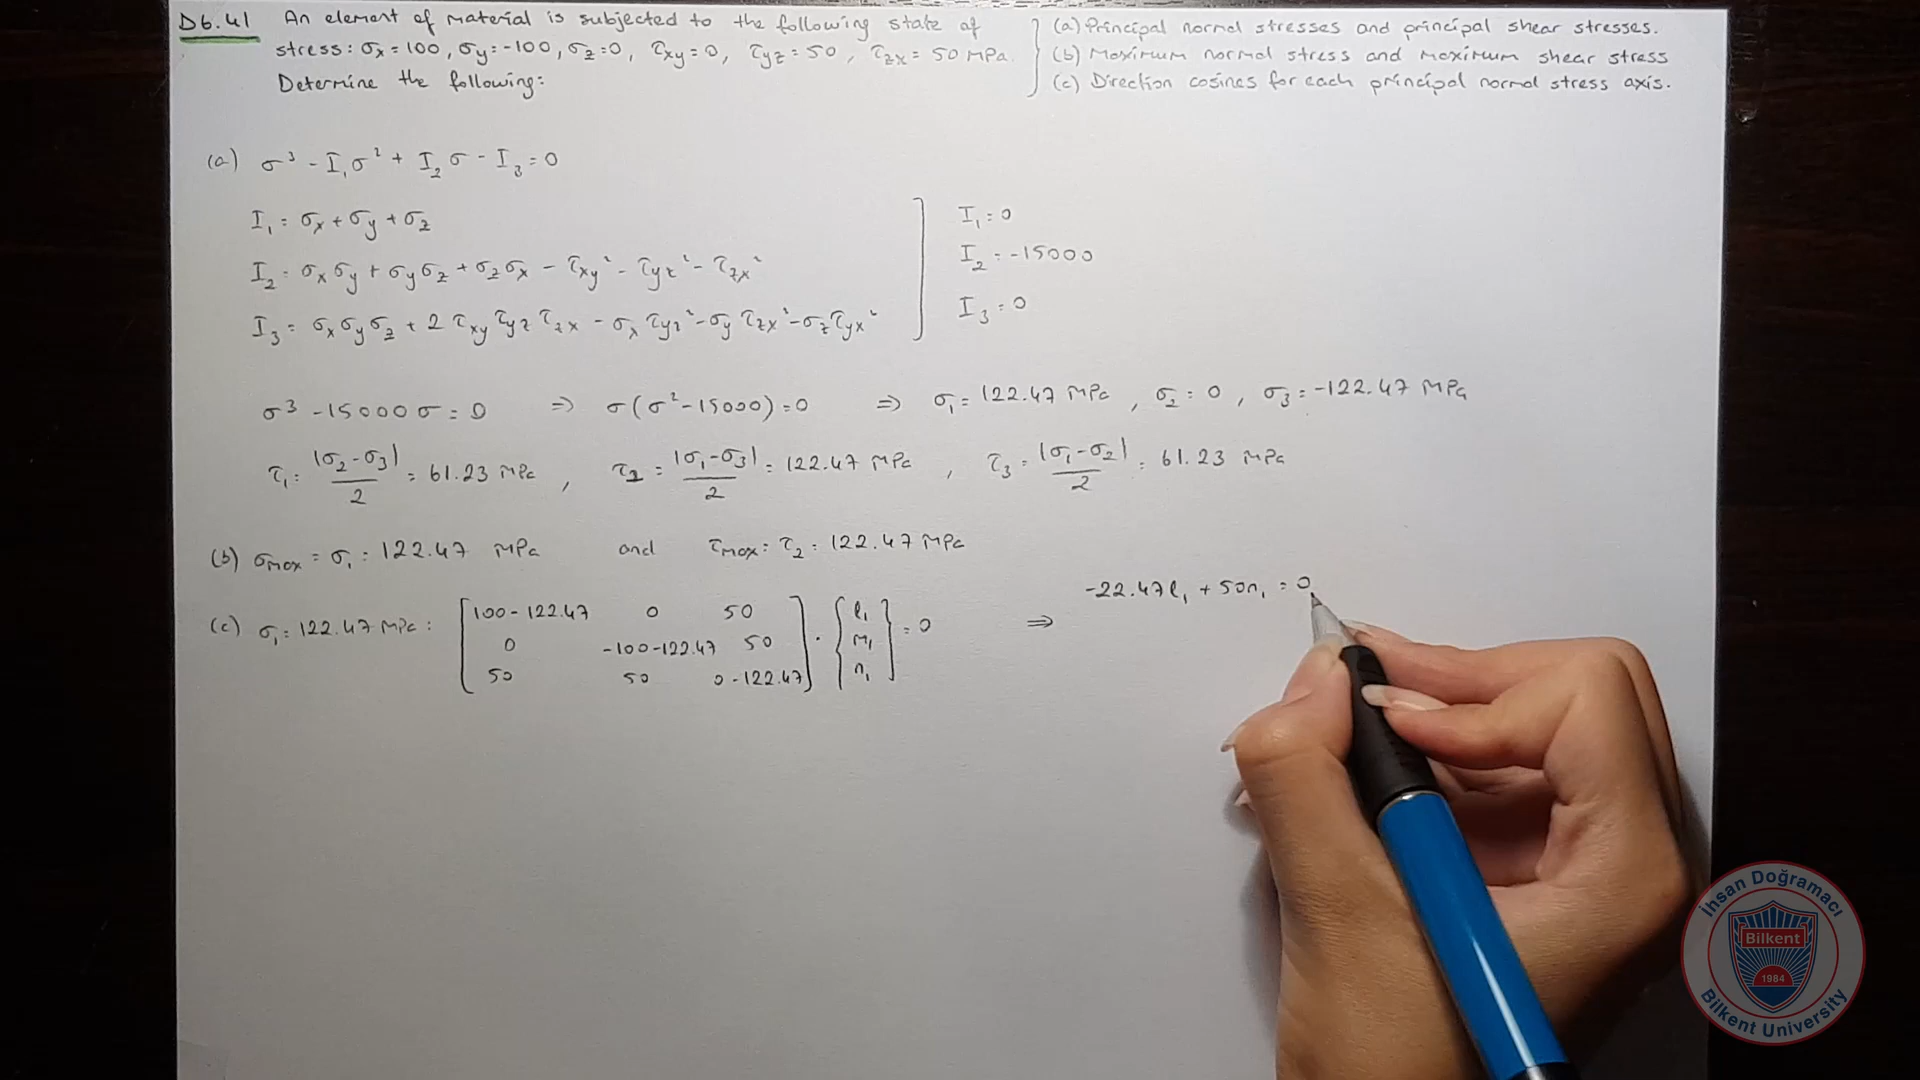 D6.41 An element of material is subjected to the following state of
stress: σx = 100, σy = -100, σz = 0, τxy = 0, τyz = 50, τzx = 50 MPa.
Determine the following:
(a) Principal normal stresses and principal shear stresses.
(b) Maximum normal stress and maximum shear stress
(c) Direction cosines for each principal normal stress axis.
(a) σ³ - I₁σ² + I₂σ - I₃ = 0
I₁ = σx + σy + σz
I₂ = σxσy + σyσz + σzσx - τxy² - τyz² - τzx²
I₃ = σxσyσz + 2τxyτyzτzx - σxτyz² - σyτzx² - σzτyx²
I₁ = 0
I₂ = -15000
I₃ = 0
σ³ - 15000σ = 0 ⇒ σ(σ² - 15000) = 0 ⇒ σ₁ = 122.47 MPa, σ₂ = 0, σ₃ = -122.47 MPa
τ₁ = |σ₂ - σ₃| / 2 = 61.23 MPa, τ₂ = |σ₁ - σ₃| / 2 = 122.47 MPa, τ₃ = |σ₁ - σ₂| / 2 = 61.23 MPa
(b) σmax = σ₁ = 122.47 MPa and τmax = τ₂ = 122.47 MPa
(c) σ₁ = 122.47 MPa:
100-122.47 0 50
0 -100-122.47 50
50 50 0-122.47
·
l₁
m₁
n₁
= 0 ⇒
-22.47l₁ + 50n₁ = 0
İhsan Doğramacı
Bilkent
1984
Bilkent University